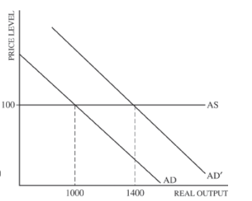 PRICE LEVEL
100
AS
AD
AD'
1000
1400
REAL OUTPUT